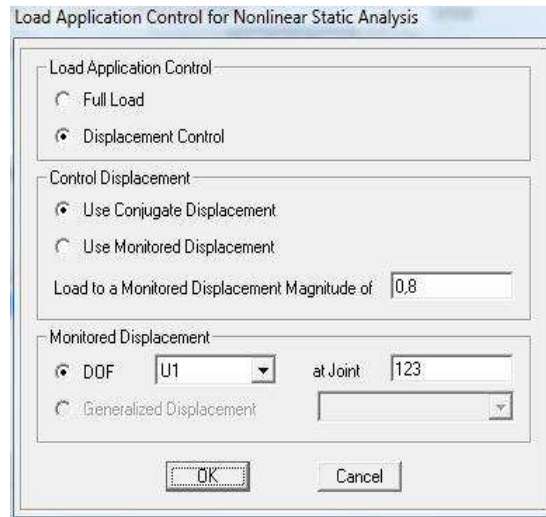 Load Application Control for Nonlinear Static Analysis
Load Application Control
Full Load
Displacement Control
Control Displacement
Use Conjugate Displacement
Use Monitored Displacement
Load to a Monitored Displacement Magnitude of 0,8
Monitored Displacement
DOF U1 at Joint 123
Generalized Displacement
OK Cancel